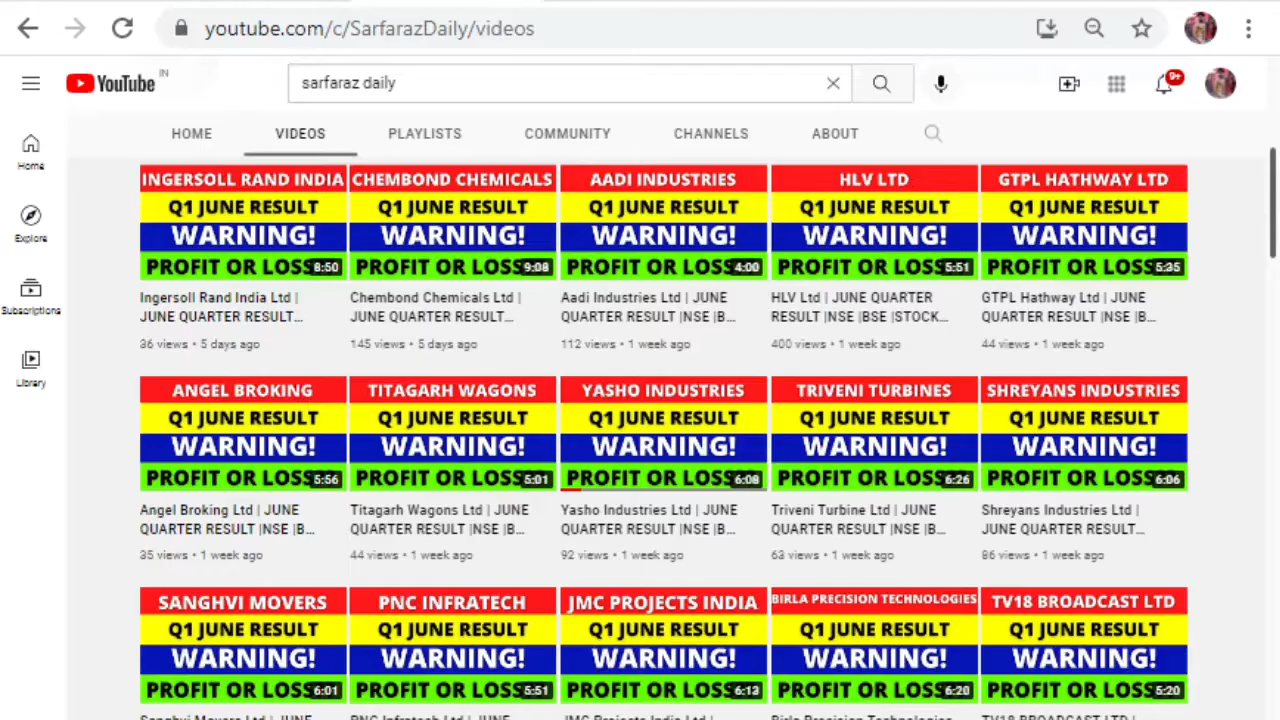 youtube.com/c/SarfarazDaily/videos
YouTube IN
sarfaraz daily
9+
HOME VIDEOS PLAYLISTS COMMUNITY CHANNELS ABOUT
Home
Explore
Subscriptions
Library
INGERSOLL RAND INDIA CHEMBOND CHEMICALS AADI INDUSTRIES HLV LTD GTPL HATHWAY LTD
Q1 JUNE RESULT Q1 JUNE RESULT Q1 JUNE RESULT Q1 JUNE RESULT Q1 JUNE RESULT
WARNING! WARNING! WARNING! WARNING! WARNING!
PROFIT OR LOSS 8:50 PROFIT OR LOSS 9:08 PROFIT OR LOSS 4:00 PROFIT OR LOSS 5:51 PROFIT OR LOSS 5:35
Ingersoll Rand India Ltd | Chembond Chemicals Ltd | Aadi Industries Ltd | JUNE HLV Ltd | JUNE QUARTER GTPL Hathway Ltd | JUNE
JUNE QUARTER RESULT... JUNE QUARTER RESULT... QUARTER RESULT |NSE |B... RESULT |NSE |BSE |STOCK... QUARTER RESULT |NSE |B...
36 views • 5 days ago 145 views • 5 days ago 112 views • 1 week ago 400 views • 1 week ago 44 views • 1 week ago
ANGEL BROKING TITAGARH WAGONS YASHO INDUSTRIES TRIVENI TURBINES SHREYANS INDUSTRIES
Q1 JUNE RESULT Q1 JUNE RESULT Q1 JUNE RESULT Q1 JUNE RESULT Q1 JUNE RESULT
WARNING! WARNING! WARNING! WARNING! WARNING!
PROFIT OR LOSS 5:56 PROFIT OR LOSS 5:01 PROFIT OR LOSS 6:08 PROFIT OR LOSS 6:26 PROFIT OR LOSS 6:06
Angel Broking Ltd | JUNE Titagarh Wagons Ltd | JUNE Yasho Industries Ltd | JUNE Triveni Turbine Ltd | JUNE Shreyans Industries Ltd |
QUARTER RESULT |NSE |B... QUARTER RESULT |NSE |B... QUARTER RESULT |NSE |B... QUARTER RESULT |NSE |B... JUNE QUARTER RESULT...
35 views • 1 week ago 44 views • 1 week ago 92 views • 1 week ago 63 views • 1 week ago 86 views • 1 week ago
SANGHVI MOVERS PNC INFRATECH JMC PROJECTS INDIA BIRLA PRECISION TECHNOLOGIES TV18 BROADCAST LTD
Q1 JUNE RESULT Q1 JUNE RESULT Q1 JUNE RESULT Q1 JUNE RESULT Q1 JUNE RESULT
WARNING! WARNING! WARNING! WARNING! WARNING!
PROFIT OR LOSS 6:01 PROFIT OR LOSS 5:51 PROFIT OR LOSS 6:13 PROFIT OR LOSS 6:20 PROFIT OR LOSS 5:20